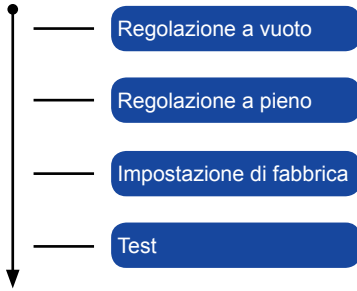 Regolazione a vuoto
Regolazione a pieno
Impostazione di fabbrica
Test